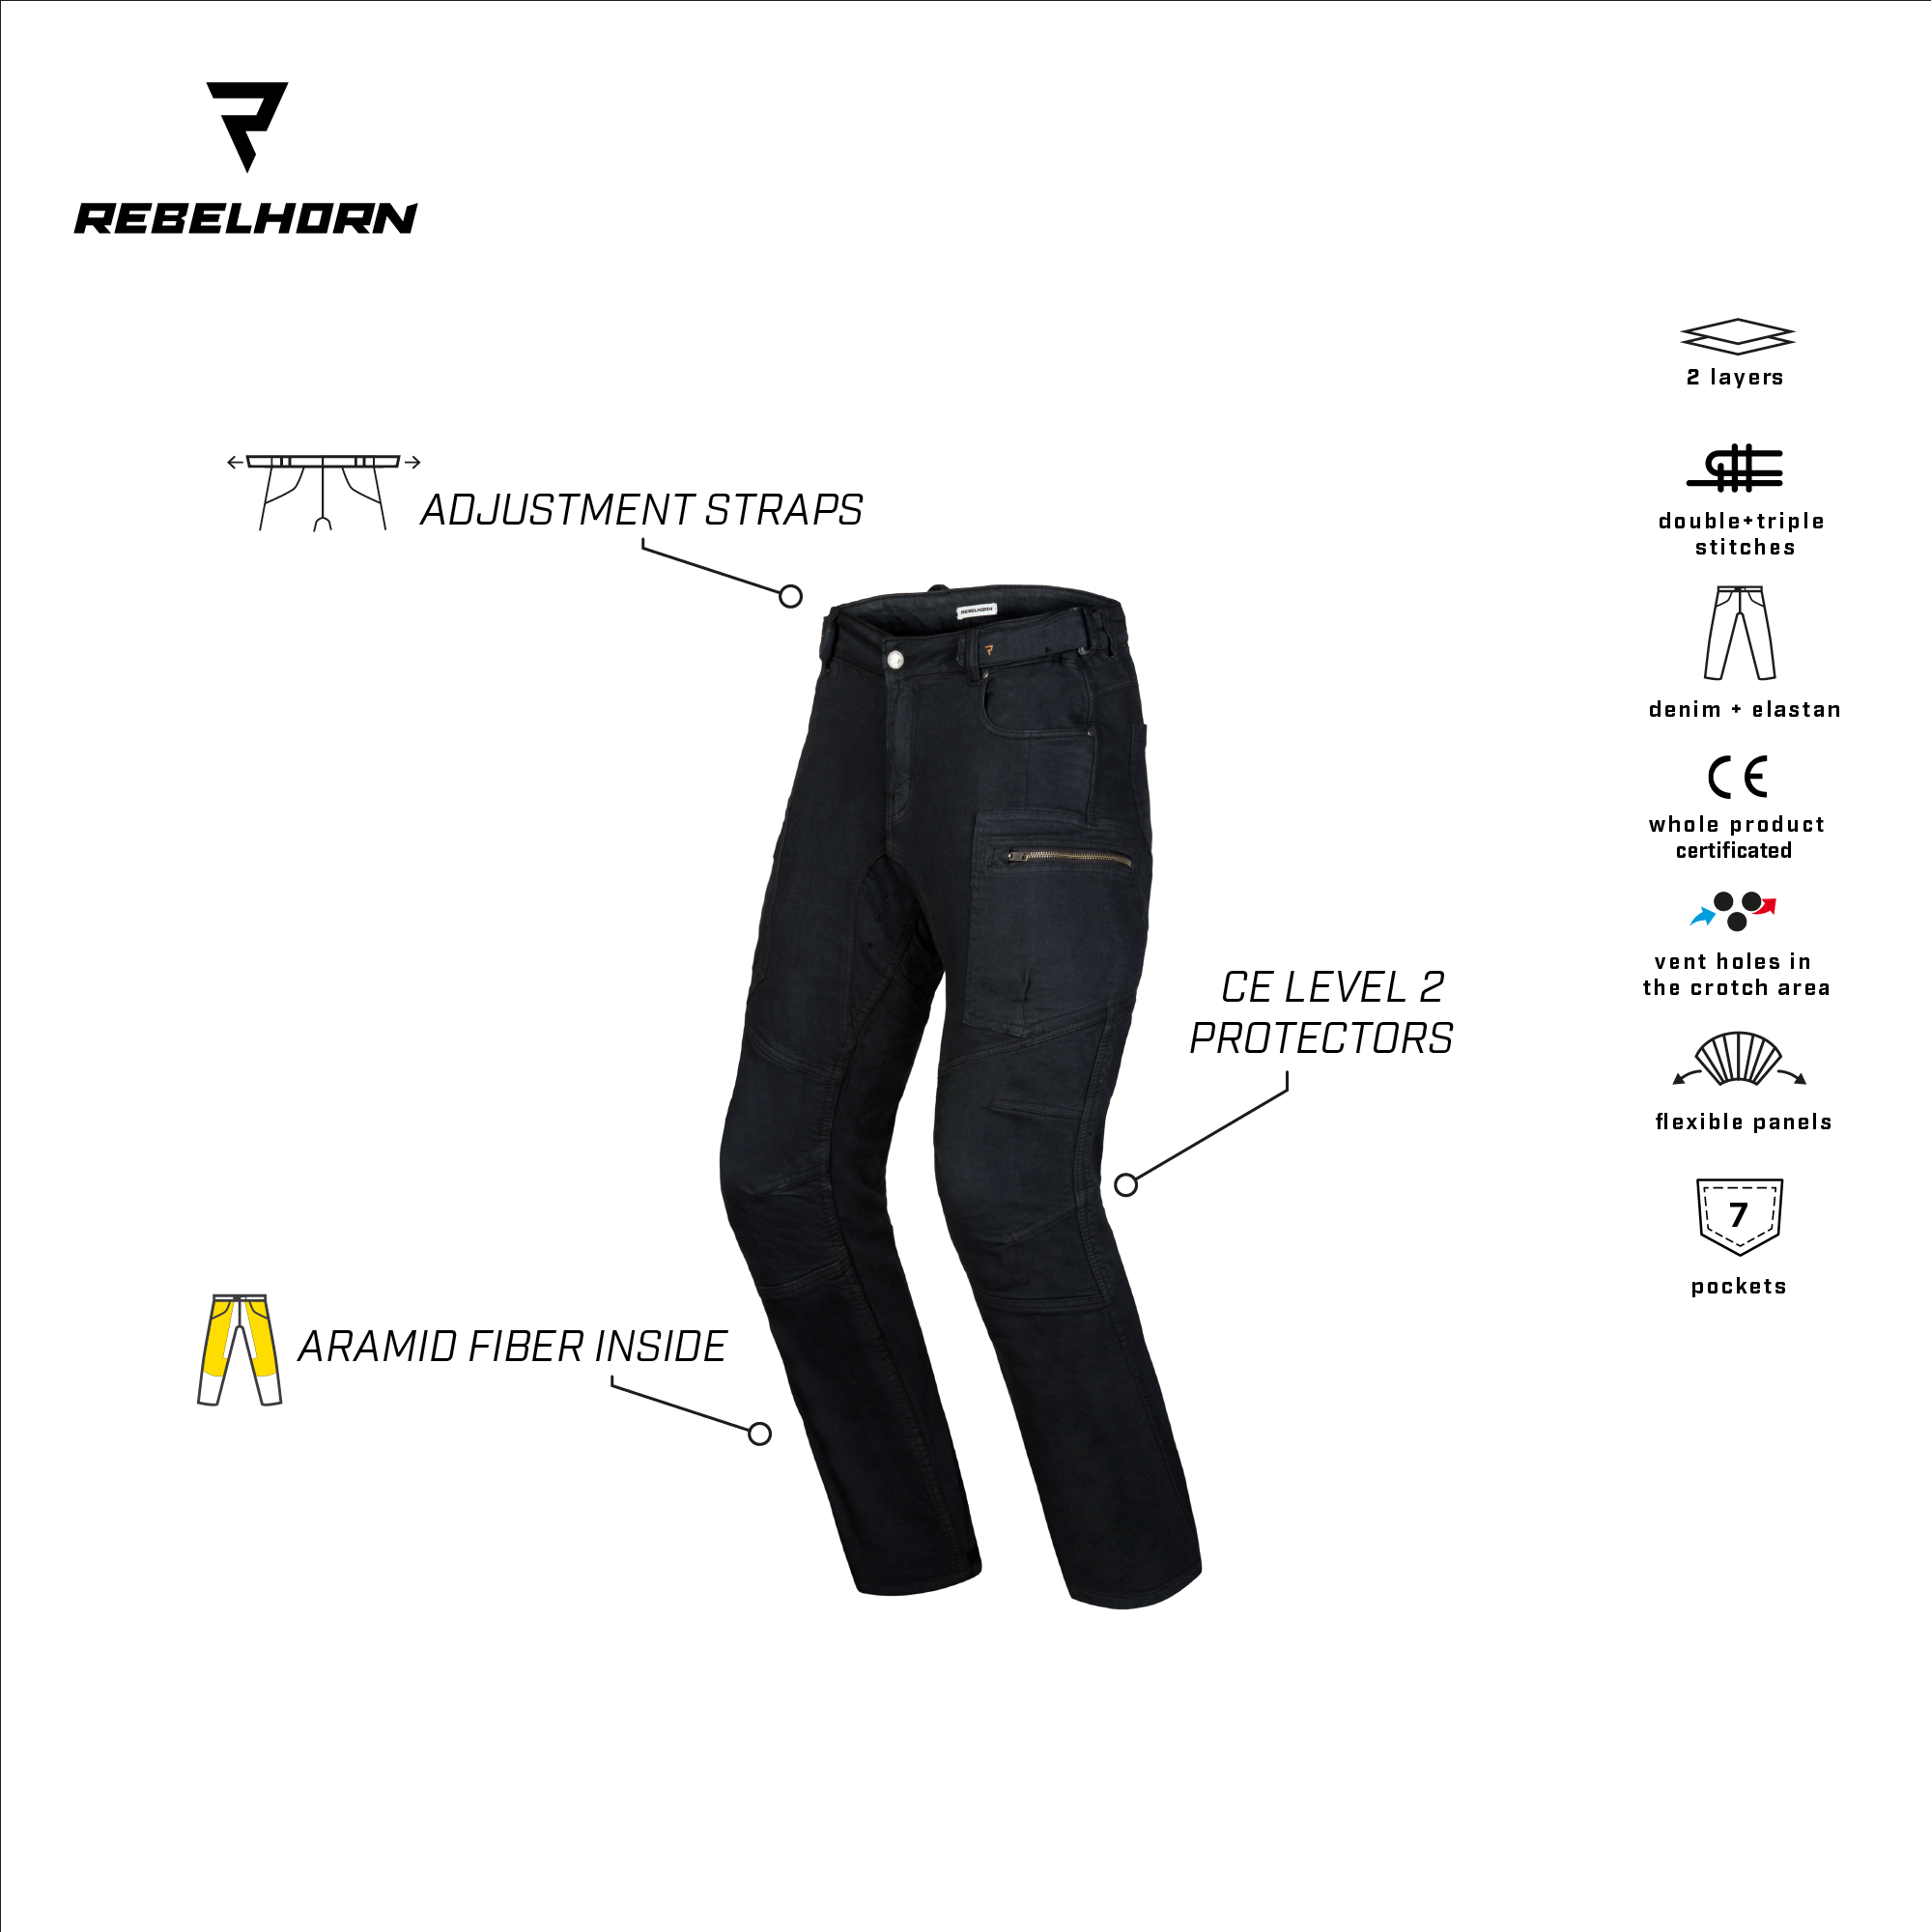 REBELHORN
2 layers
ADJUSTMENT STRAPS
double+triple
stitches
REBELHORN
denim + elastan
CE
whole product
certificated
vent holes in
the crotch area
CE LEVEL 2
PROTECTORS
flexible panels
7
pockets
ARAMID FIBER INSIDE